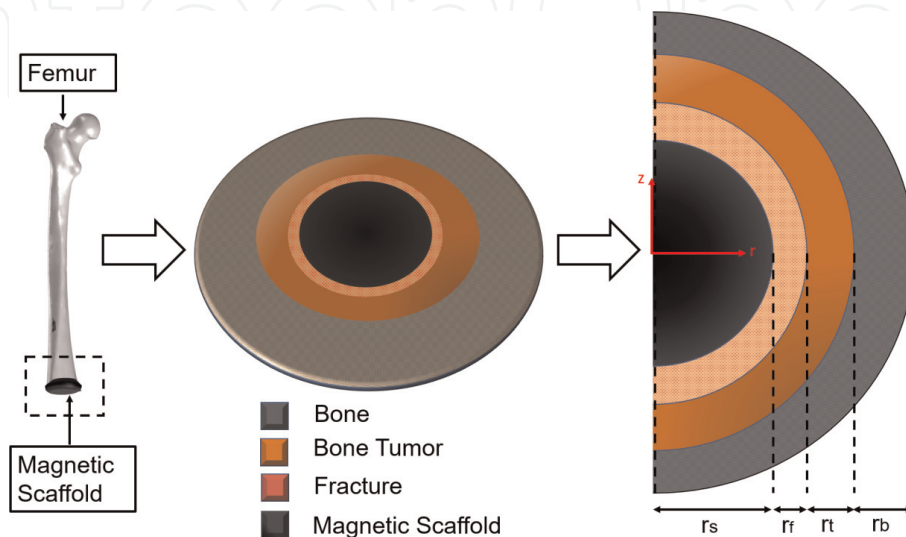 Femur
Magnetic
Scaffold
Bone
Bone Tumor
Fracture
Magnetic Scaffold
z
r
rs
rf
rt
rb